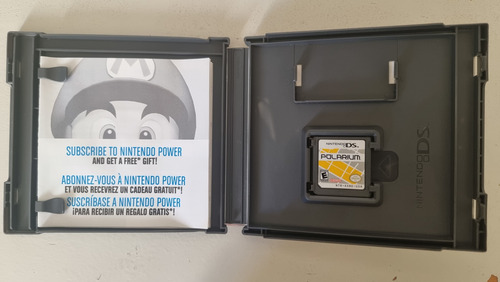 M
SUBSCRIBE TO NINTENDO POWER
AND GET A FREE* GIFT!
ABONNEZ-VOUS À NINTENDO POWER
ET VOUS RECEVREZ UN CADEAU GRATUIT*!
SUSCRÍBASE A NINTENDO POWER
¡PARA RECIBIR UN REGALO GRATIS*!
NINTENDO DS
POLARIUM
E
NINTENDO DS